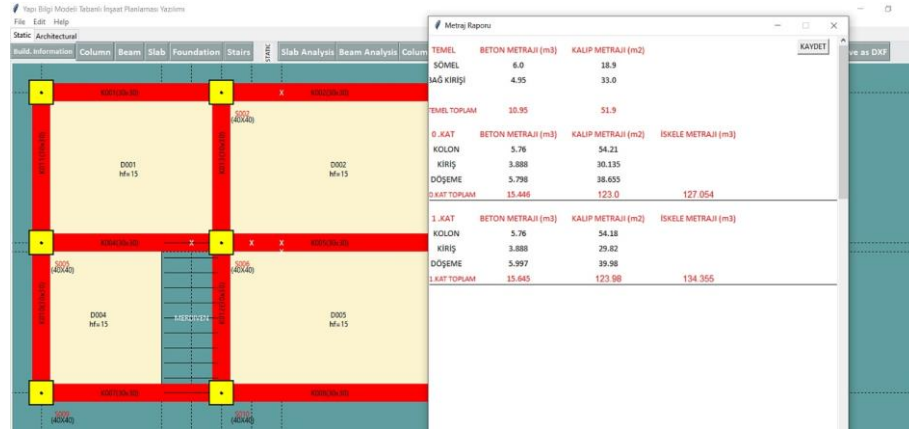 Yapı Bilgi Modeli Tabanlı İnşaat Planlaması Yazılımı
File Edit Help
Static Architectural
Build. Information Column Beam Slab Foundation Stairs STATIC Slab Analysis Beam Analysis Colum
ve as DXF
Metraj Raporu
KAYDET
TEMEL BETON METRAJI (m3) KALIP METRAJI (m2)
SÖMEL 6.0 18.9
BAĞ KİRİŞİ 4.95 33.0
TEMEL TOPLAM 10.95 51.9
0 .KAT BETON METRAJI (m3) KALIP METRAJI (m2) İSKELE METRAJI (m3)
KOLON 5.76 54.21
KİRİŞ 3.888 30.135
DÖŞEME 5.798 38.655
0.KAT TOPLAM 15.446 123.0 127.054
1 .KAT BETON METRAJI (m3) KALIP METRAJI (m2) İSKELE METRAJI (m3)
KOLON 5.76 54.18
KİRİŞ 3.888 29.82
DÖŞEME 5.997 39.98
1.KAT TOPLAM 15.645 123.98 134.355
X
S002
(40X40)
D001
hf=15
D002
hf=15
X X X
S005
(40X40)
S006
(40X40)
D004
hf=15
MERDIVEN
D005
hf=15
S009
(40X40)
S010
(40X40)